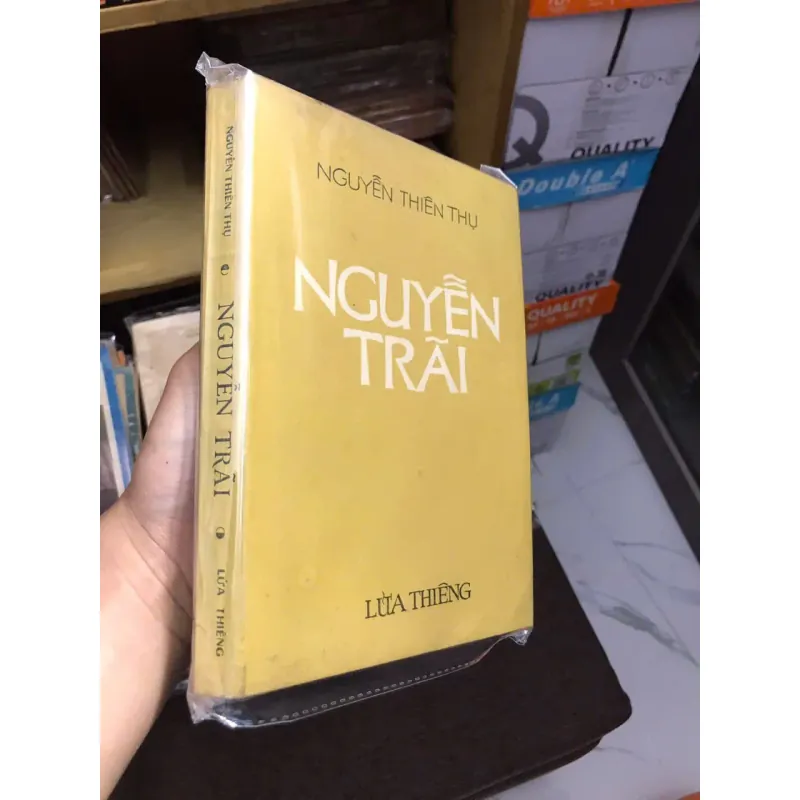 NGUYỄN THIÊN THỤ
NGUYỄN
TRÃI
LỬA THIÊNG
NGUYỄN THIÊN THỤ
NGUYỄN TRÃI
LỬA THIÊNG
QUALITY
Double A
QUALITY
A